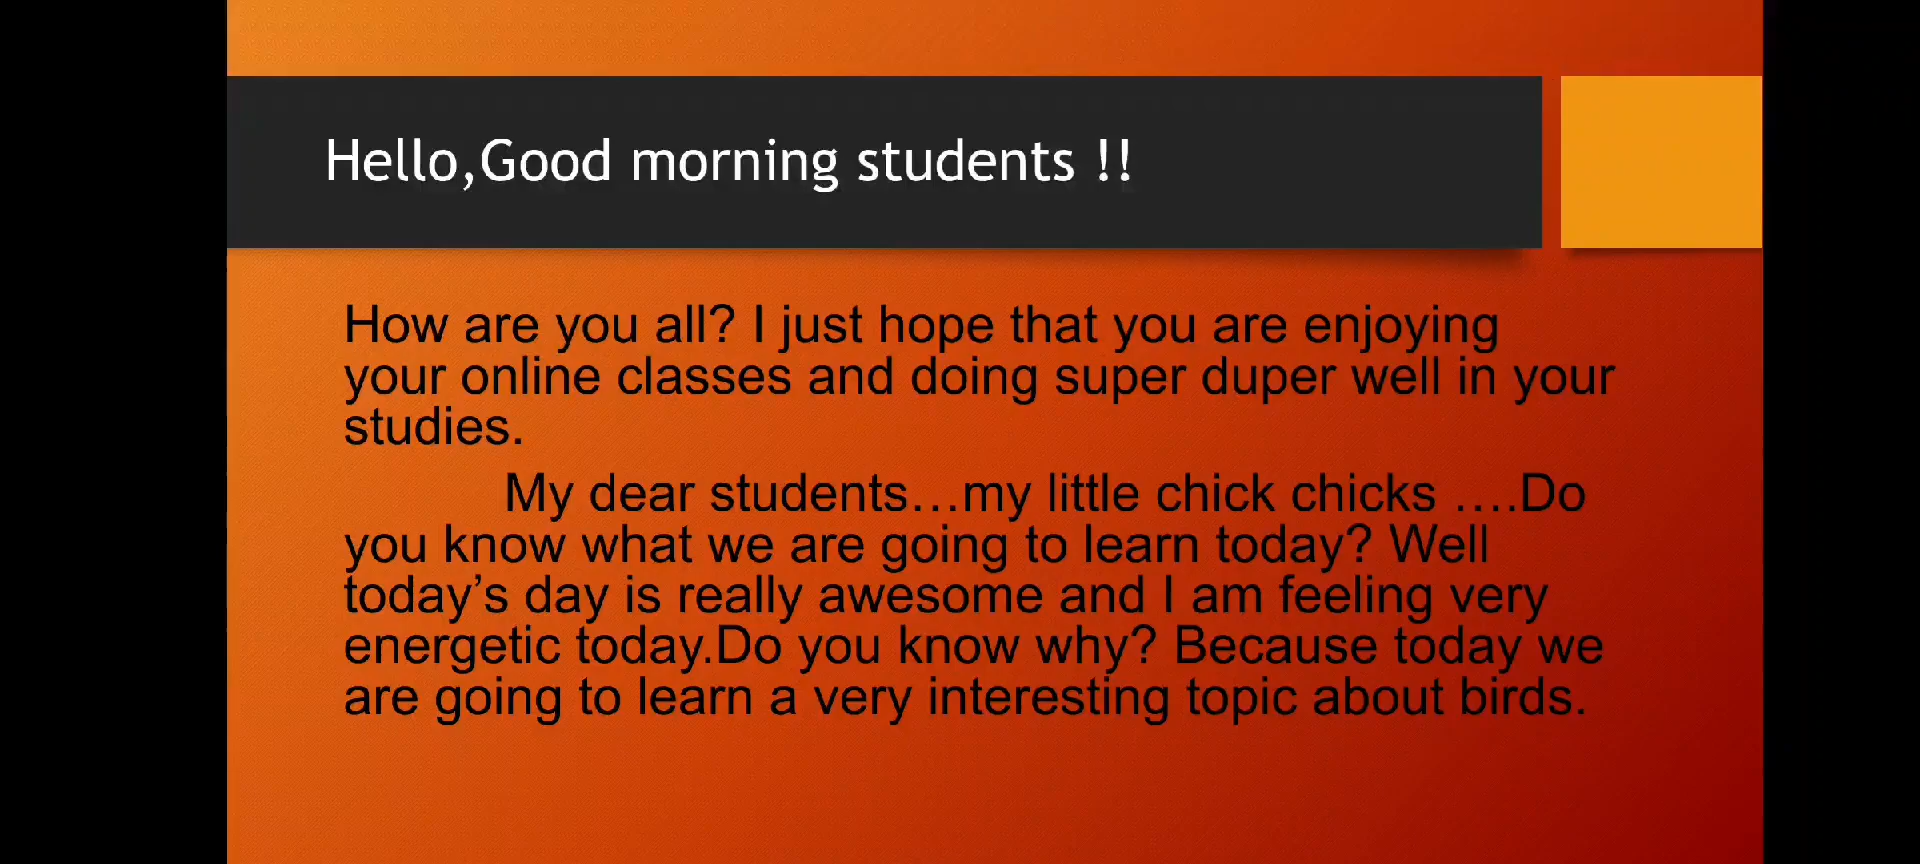 Hello,Good morning students !!
How are you all? I just hope that you are enjoying
your online classes and doing super duper well in your
studies.
My dear students...my little chick chicks ....Do
you know what we are going to learn today? Well
today’s day is really awesome and I am feeling very
energetic today.Do you know why? Because today we
are going to learn a very interesting topic about birds.